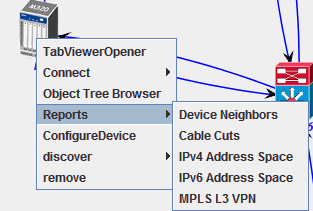 M320
TabViewerOpener
Connect
Object Tree Browser
Reports
ConfigureDevice
discover
remove
Device Neighbors
Cable Cuts
IPv4 Address Space
IPv6 Address Space
MPLS L3 VPN